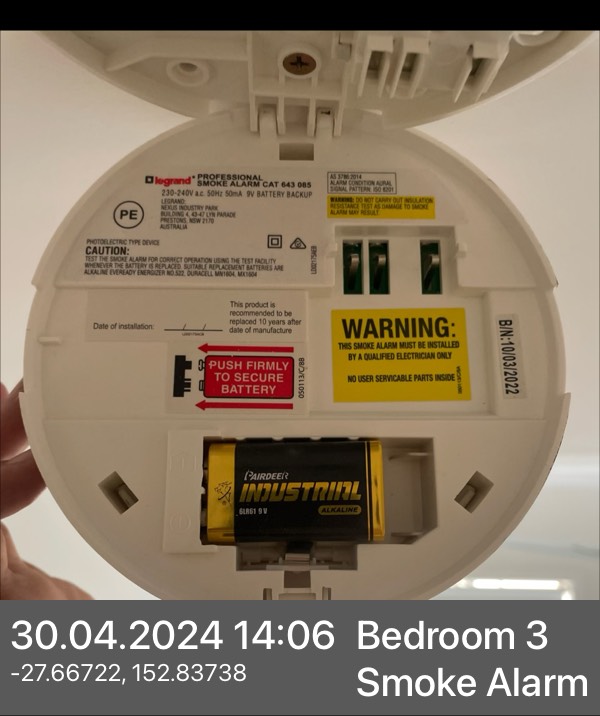 legrand PROFESSIONAL
SMOKE ALARM CAT 643 065
230-240V a.c. 50Hz 50mA 9V BATTERY BACKUP
PE
LEGRAND:
NEXUS INDUSTRY PARK
BUILDING 4, 43-47 LYN PARADE
PRESTONS, NSW 2170
AUSTRALIA
PHOTOELECTRIC TYPE DEVICE
CAUTION:
TEST THE SMOKE ALARM FOR CORRECT OPERATION USING THE TEST FACILITY
WHENEVER THE BATTERY IS REPLACED. SUITABLE REPLACEMENT BATTERIES ARE
ALKALINE EVEREADY ENERGIZER NO.522, DURACELL MN1604, MX1604
AS 3786:2014
ALARM CONDITION AURAL
SIGNAL PATTERN: ISO 8201
WARNING: DO NOT CARRY OUT INSULATION
RESISTANCE TEST AS DAMAGE TO SMOKE
ALARM MAY RESULT
Date of installation:
This product is
recommended to be
replaced 10 years after
date of manufacture
WARNING:
THIS SMOKE ALARM MUST BE INSTALLED
BY A QUALIFIED ELECTRICIAN ONLY
NO USER SERVICABLE PARTS INSIDE
B/N:10/03/2022
PUSH FIRMLY
TO SECURE
BATTERY
050113/C/BB
PAIRDEER
INDUSTRIAL
6LR61 9V
ALKALINE
30.04.2024 14:06
-27.66722, 152.83738
Bedroom 3
Smoke Alarm